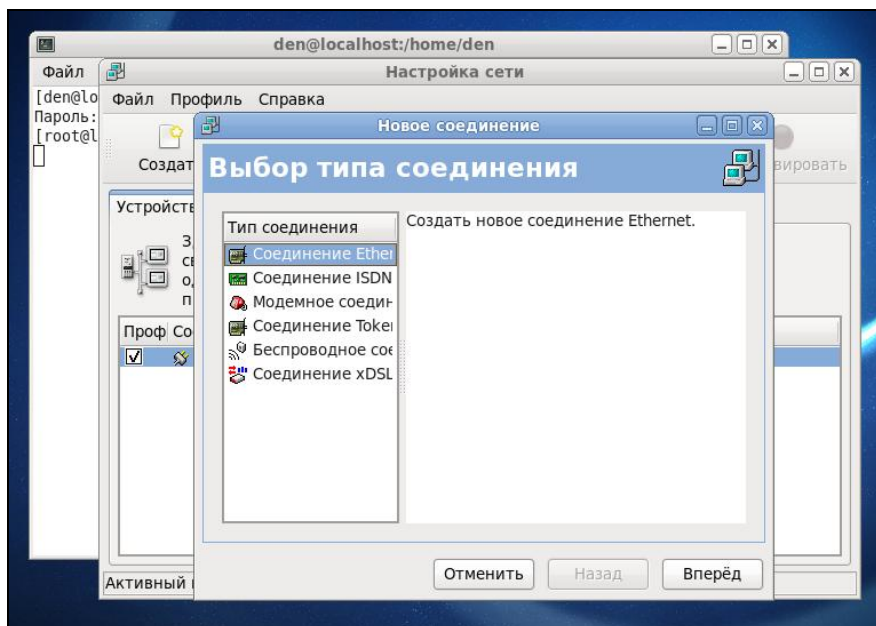 den@localhost:/home/den
Файл
Настройка сети
[den@lo
Пароль:
[root@l
Файл Профиль Справка
Новое соединение
Создат
вировать
Выбор типа соединения
Устройств
Тип соединения
Создать новое соединение Ethernet.
Соединение Ether
Соединение ISDN
Модемное соедин
Соединение Token
Беспроводное сое
Соединение xDSL
Проф Со
Отменить Назад Вперёд
Активный